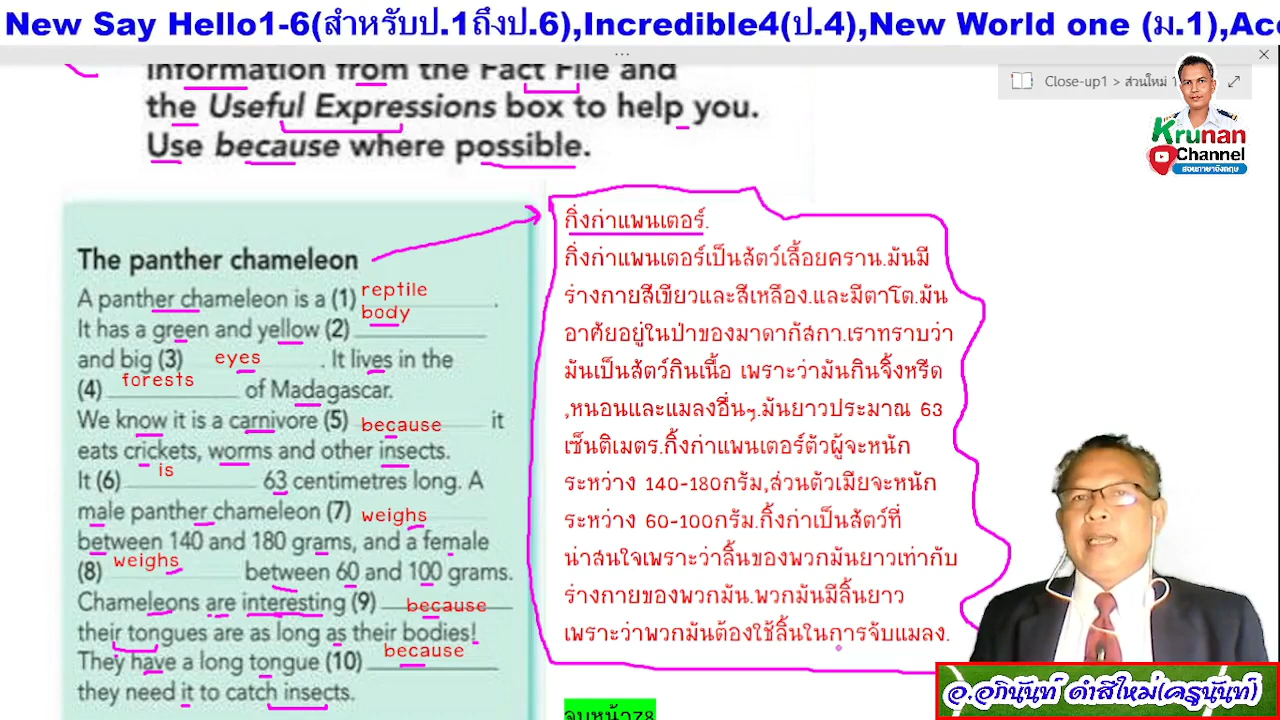 New Say Hello1-6(สำหรับป.1ถึงป.6),Incredible4(ป.4),New World one (ม.1),Acc
information from the Fact File and
the Useful Expressions box to help you.
Use because where possible.
Close-up1 > ส่วนใหม่ 1
Krunan
Channel
สอนภาษาอังกฤษ
The panther chameleon
A panther chameleon is a (1) reptile .
It has a green and yellow (2) body
and big (3) eyes . It lives in the
(4) forests of Madagascar.
We know it is a carnivore (5) because it
eats crickets, worms and other insects.
It (6) is 63 centimetres long. A
male panther chameleon (7) weighs
between 140 and 180 grams, and a female
(8) weighs between 60 and 100 grams.
Chameleons are interesting (9) because
their tongues are as long as their bodies!
They have a long tongue (10) because
they need it to catch insects.
กิ่งก่าแพนเตอร์.
กิ่งก่าแพนเตอร์เป็นสัตว์เลื้อยคราน.มันมี
ร่างกายสีเขียวและสีเหลือง.และมีตาโต.มัน
อาศัยอยู่ในป่าของมาดากัสกา.เราทราบว่า
มันเป็นสัตว์กินเนื้อ เพราะว่ามันกินจิ้งหรีด
,หนอนและแมลงอื่นๆ.มันยาวประมาณ 63
เซ็นติเมตร.กิ้งก่าแพนเตอร์ตัวผู้จะหนัก
ระหว่าง 140-180กรัม,ส่วนตัวเมียจะหนัก
ระหว่าง 60-100กรัม.กิ้งก่าเป็นสัตว์ที่
น่าสนใจเพราะว่าลิ้นของพวกมันยาวเท่ากับ
ร่างกายของพวกมัน.พวกมันมีลิ้นยาว
เพราะว่าพวกมันต้องใช้ลิ้นในการจับแมลง.
จบหน้า78
อ.อภินันท์ ดำสีใหม่(ครูนันท์)